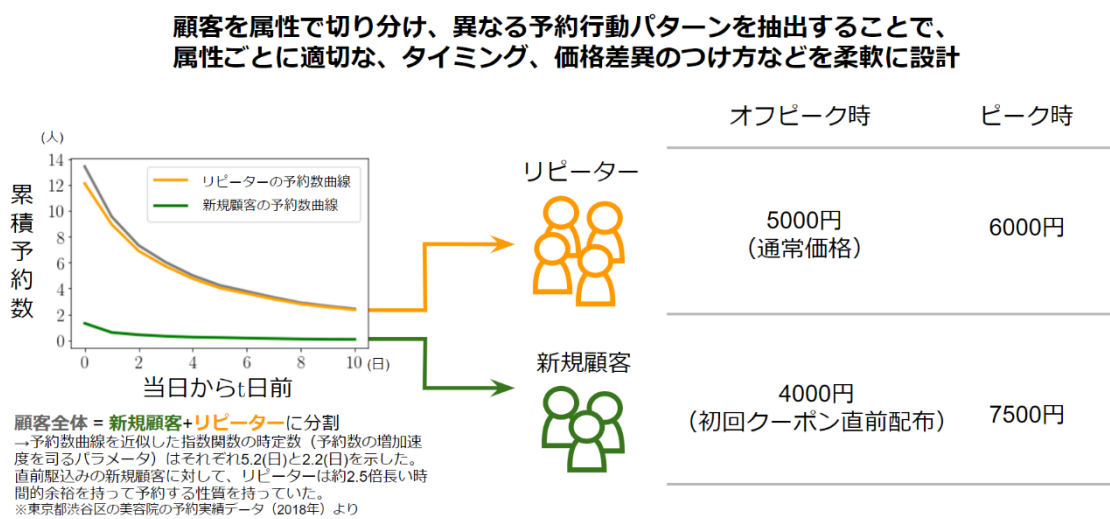 顧客を属性で切り分け、異なる予約行動パターンを抽出することで、
属性ごとに適切な、タイミング、価格差異のつけ方などを柔軟に設計
(人)
累積予約数
14
12
10
8
6
4
2
0
リピーターの予約数曲線
新規顧客の予約数曲線
0 2 4 6 8 10 (日)
当日からt日前
顧客全体 = 新規顧客+リピーターに分割
→予約数曲線を近似した指数関数の時定数（予約数の増加速
度を司るパラメータ）はそれぞれ5.2(日)と2.2(日)を示した。
直前駆込みの新規顧客に対して、リピーターは約2.5倍長い時
間的余裕を持って予約する性質を持っていた。
※東京都渋谷区の美容院の予約実績データ（2018年）より
オフピーク時 ピーク時
リピーター
5000円
（通常価格）
6000円
新規顧客
4000円
（初回クーポン直前配布）
7500円